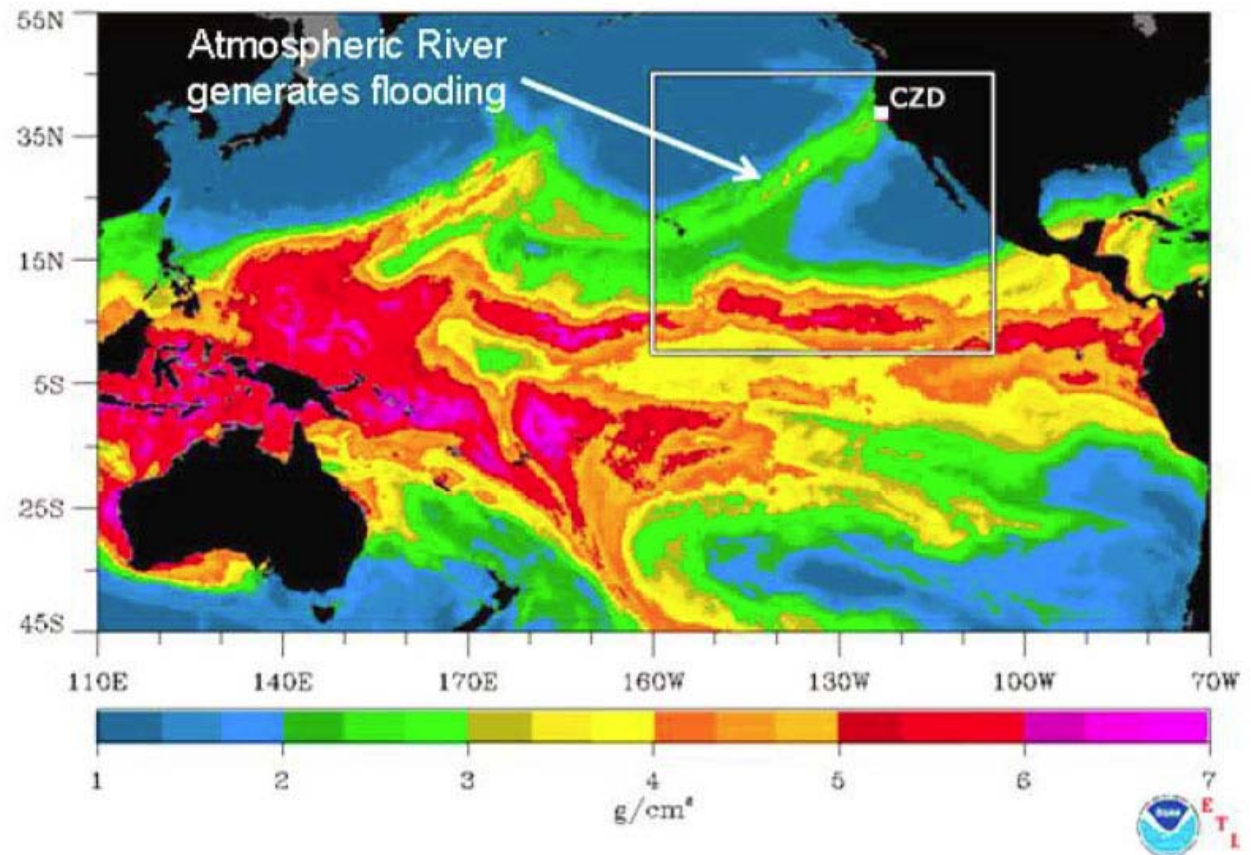 55N
Atmospheric River
generates flooding
CZD
35N
15N
5S
25S
45S
110E 140E 170E 160W 130W 100W 70W
1 2 3 4 5 6 7
g/cm²
E
T
L